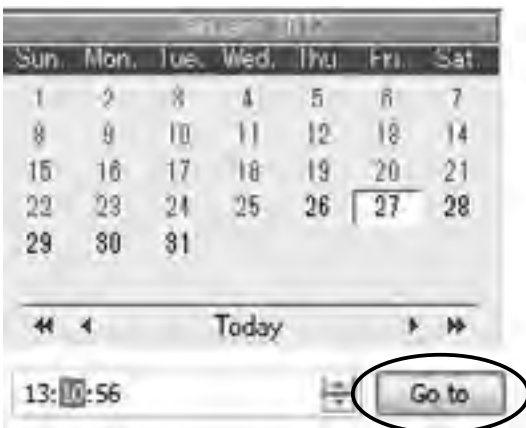 January 2012
Sun. Mon. Tue. Wed. Thu. Fri. Sat.
1 2 3 4 5 6 7
8 9 10 11 12 13 14
15 16 17 18 19 20 21
22 23 24 25 26 27 28
29 30 31
Today
13:10:56
Go to